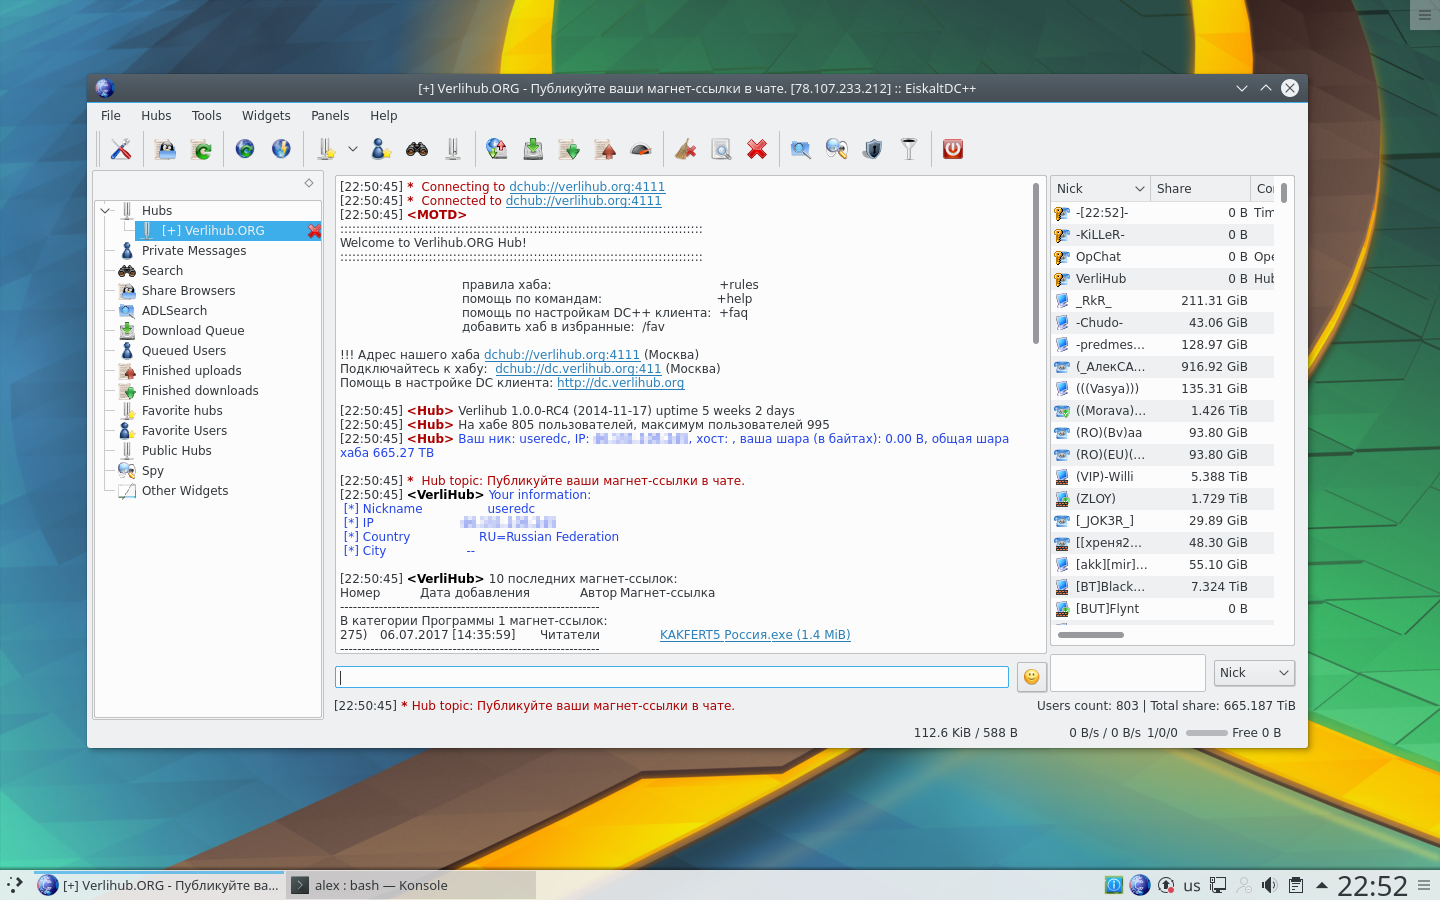 [+] Verlihub.ORG - Публикуйте ваши магнет-ссылки в чате. [78.107.233.212] :: EiskaltDC++
File Hubs Tools Widgets Panels Help
Hubs
[+] Verlihub.ORG
Private Messages
Search
Share Browsers
ADLSearch
Download Queue
Queued Users
Finished uploads
Finished downloads
Favorite hubs
Favorite Users
Public Hubs
Spy
Other Widgets
[22:50:45] * Connecting to dchub://verlihub.org:4111
[22:50:45] * Connected to dchub://verlihub.org:4111
[22:50:45] <MOTD>
Welcome to Verlihub.ORG Hub!
правила хаба: +rules
помощь по командам: +help
помощь по настройкам DC++ клиента: +faq
добавить хаб в избранные: /fav
!!! Адрес нашего хаба dchub://verlihub.org:4111 (Москва)
Подключайтесь к хабу: dchub://dc.verlihub.org:411 (Москва)
Помощь в настройке DC клиента: http://dc.verlihub.org
[22:50:45] <Hub> Verlihub 1.0.0-RC4 (2014-11-17) uptime 5 weeks 2 days
[22:50:45] <Hub> На хабе 805 пользователей, максимум пользователей 995
[22:50:45] <Hub> Ваш ник: useredc, IP: , хост: , ваша шара (в байтах): 0.00 B, общая шара
хаба 665.27 TB
[22:50:45] * Hub topic: Публикуйте ваши магнет-ссылки в чате.
[22:50:45] <VerliHub> Your information:
[*] Nickname useredc
[*] IP
[*] Country RU=Russian Federation
[*] City --
[22:50:45] <VerliHub> 10 последних магнет-ссылок:
Номер Дата добавления Автор Магнет-ссылка
------------------------------------------------------------
В категории Программы 1 магнет-ссылок:
275) 06.07.2017 [14:35:59] Читатели KAKFERT5 Россия.exe (1.4 MiB)
------------------------------------------------------------
Nick Share Co
-[22:52]- 0 B Tim
-KiLLeR- 0 B
OpChat 0 B Ope
VerliHub 0 B Hub
_RkR_ 211.31 GiB
-Chudo- 43.06 GiB
-predmes... 128.97 GiB
(_АлекСА... 916.92 GiB
(((Vasya))) 135.31 GiB
((Morava)... 1.426 TiB
(RO)(Bv)aa 93.80 GiB
(RO)(EU)(... 93.80 GiB
(VIP)-Willi 5.388 TiB
(ZLOY) 1.729 TiB
[_JOK3R_] 29.89 GiB
[[хреня2... 48.30 GiB
[akk][mir]... 55.10 GiB
[BT]Black... 7.324 TiB
[BUT]Flynt 0 B
Nick
[22:50:45] * Hub topic: Публикуйте ваши магнет-ссылки в чате.
Users count: 803 | Total share: 665.187 TiB
112.6 KiB / 588 B 0 B/s / 0 B/s 1/0/0 Free 0 B
[+] Verlihub.ORG - Публикуйте ва...
alex : bash — Konsole
us
22:52